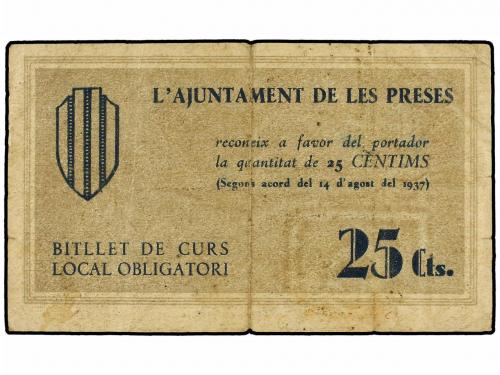 L'AJUNTAMENT DE LES PRESES
reconeix a favor del portador
la quantitat de 25 CÈNTIMS
(Segons acord del 14 d'agost del 1937)
BITLLET DE CURS
LOCAL OBLIGATORI
25 Cts.